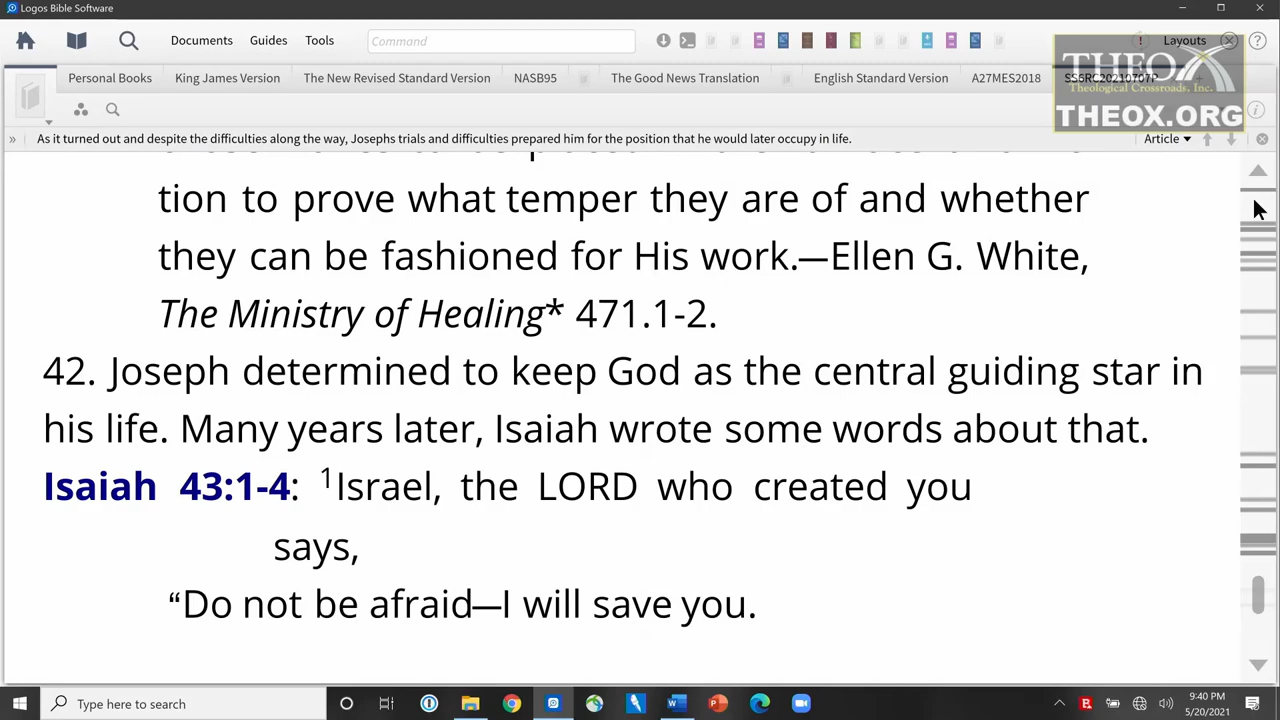 Logos Bible Software
Documents Guides Tools Command Layouts
THEOX
Theological Crossroads, Inc.
THEOX.ORG
Personal Books King James Version The New Revised Standard Version NASB95 The Good News Translation English Standard Version A27MES2018 SS6RC20210707P
As it turned out and despite the difficulties along the way, Josephs trials and difficulties prepared him for the position that he would later occupy in life. Article
tion to prove what temper they are of and whether
they can be fashioned for His work.—Ellen G. White,
The Ministry of Healing* 471.1-2.
42. Joseph determined to keep God as the central guiding star in
his life. Many years later, Isaiah wrote some words about that.
Isaiah 43:1-4: 1Israel, the LORD who created you
says,
“Do not be afraid—I will save you.
Type here to search
9:40 PM
5/20/2021